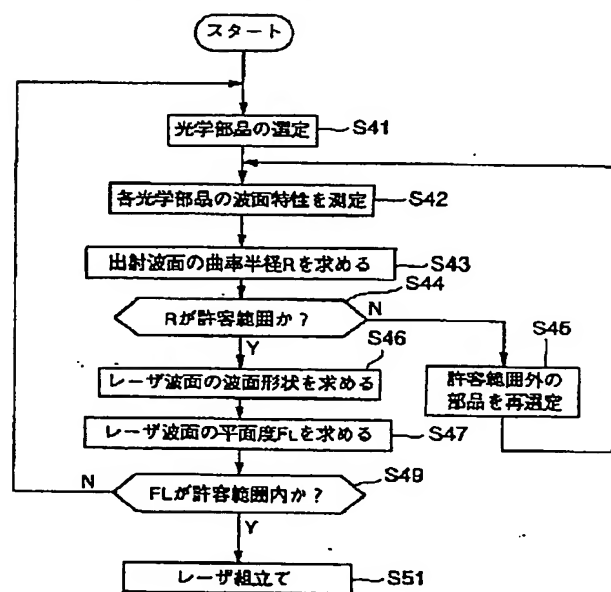 スタート
光学部品の選定 S41
各光学部品の波面特性を測定 S42
出射波面の曲率半径Rを求める S43
S44
Rが許容範囲か? N
Y
S45
許容範囲外の
部品を再選定
S46
レーザ波面の波面形状を求める
レーザ波面の平面度FLを求める S47
N FLが許容範囲内か? S49
Y
レーザ組立て S51